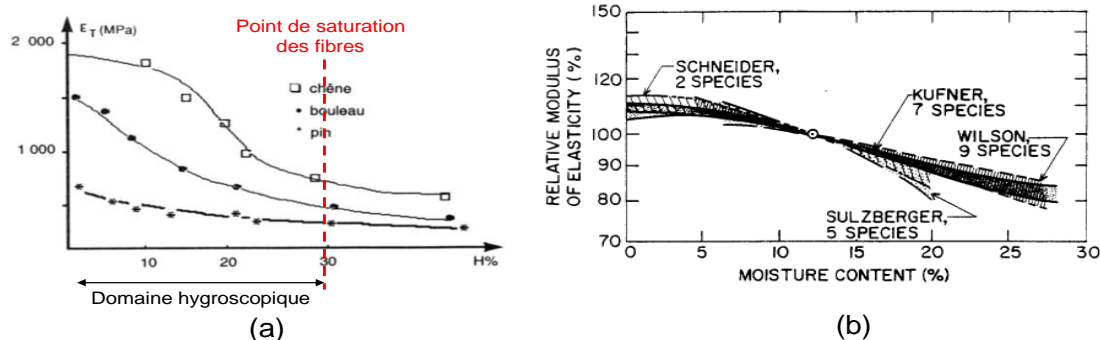 E_T (MPa)
2 000
1 000
10
20
30
H%
Point de saturation
des fibres
chêne
bouleau
pin
Domaine hygroscopique
(a)
RELATIVE MODULUS
OF ELASTICITY (%)
150
110
100
90
80
70
SCHNEIDER,
2 SPECIES
KUFNER,
7 SPECIES
WILSON,
9 SPECIES
SULZBERGER,
5 SPECIES
0
5
10
15
20
25
30
MOISTURE CONTENT (%)
(b)